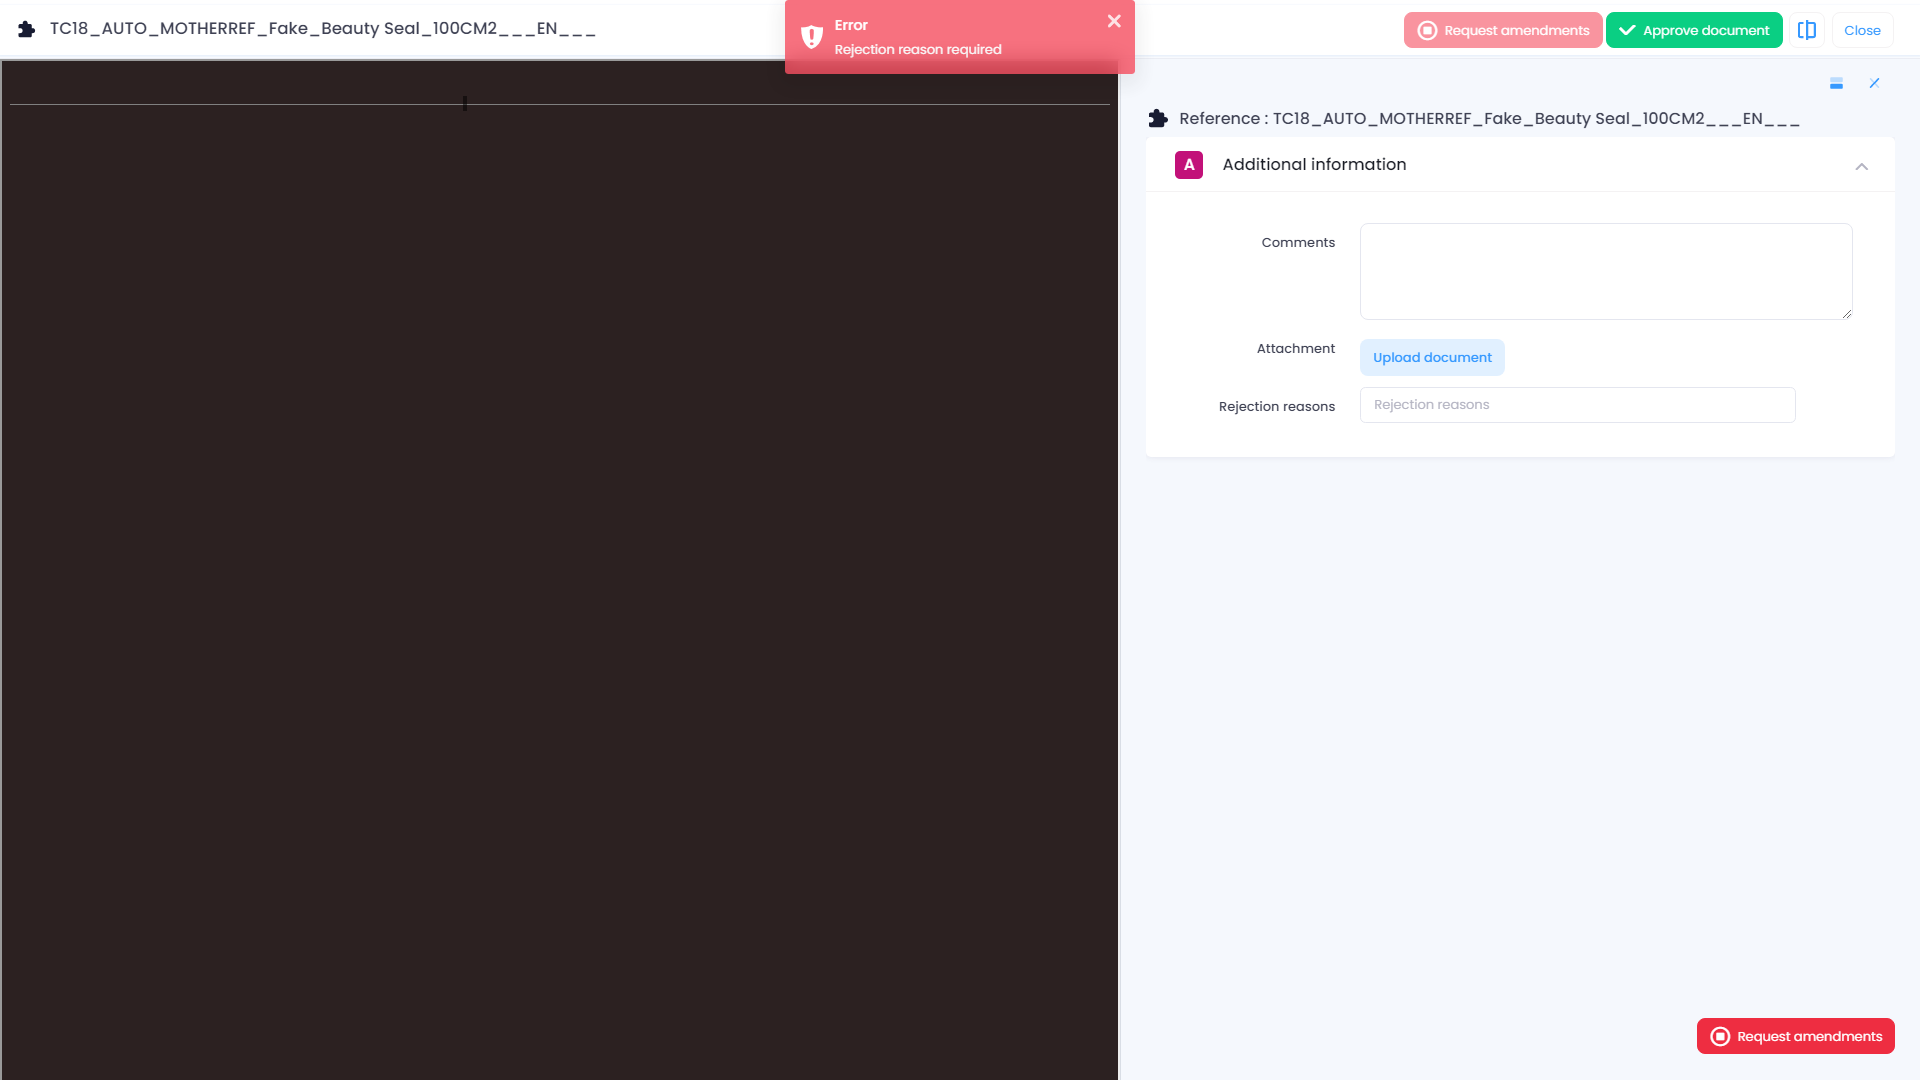 TC18_AUTO_MOTHERREF_Fake_Beauty Seal_100CM2___EN___
Error
Rejection reason required
Request amendments
Approve document
Close
Reference : TC18_AUTO_MOTHERREF_Fake_Beauty Seal_100CM2___EN___
A
Additional information
Comments
Attachment
Upload document
Rejection reasons
Rejection reasons
Request amendments